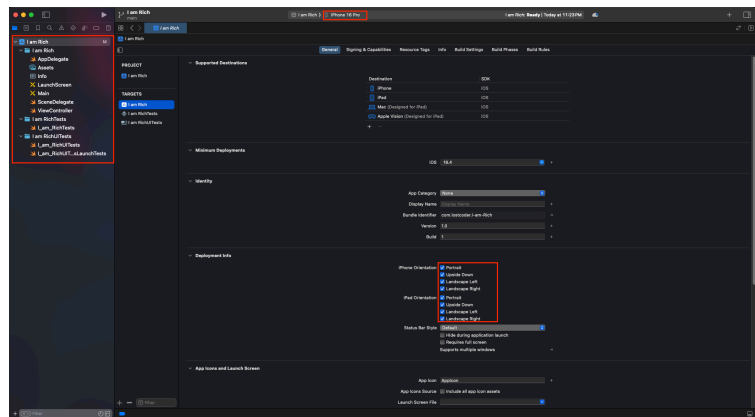 I am Rich
main
I am Rich
iPhone 16 Pro
I am Rich: Ready | Today at 11:23 PM
I am Rich
I am Rich
M
I am Rich
AppDelegate
Assets
Info
LaunchScreen
Main
SceneDelegate
ViewController
I am RichTests
I_am_RichTests
I am RichUITests
I_am_RichUITests
I_am_RichUIT...sLaunchTests
Filter
I am Rich
General
Signing & Capabilities
Resource Tags
Info
Build Settings
Build Phases
Build Rules
PROJECT
I am Rich
TARGETS
I am Rich
I am RichTests
I am RichUITests
Filter
Supported Destinations
Destination
SDK
iPhone
iOS
iPad
iOS
Mac (Designed for iPad)
iOS
Apple Vision (Designed for iPad)
iOS
Minimum Deployments
iOS
Identity
App Category
None
Display Name
Display Name
Bundle Identifier
Version
1.0
Build
1
Deployment Info
iPhone Orientation
Portrait
Upside Down
Landscape Left
Landscape Right
iPad Orientation
Portrait
Upside Down
Landscape Left
Landscape Right
Status Bar Style
Default
Hide during application launch
Requires full screen
Supports multiple windows
App Icons and Launch Screen
App Icon
AppIcon
App Icons Source
Include all app icon assets
Launch Screen File